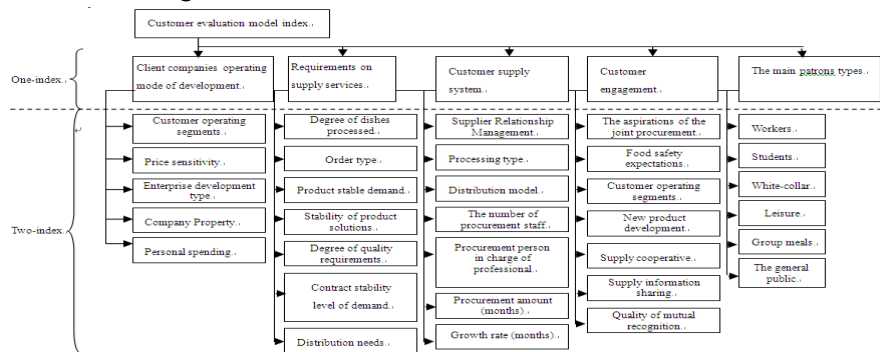 Customer evaluation model index.
One-index.
Client companies operating
mode of development.
Requirements on
supply services.
Customer supply
system.
Customer
engagement.
The main patrons types.
Two-index.
Customer operating
segments.
Price sensitivity.
Enterprise development
type.
Company Property.
Personal spending.
Degree of dishes
processed.
Order type.
Product stable demand.
Stability of product
solutions.
Degree of quality
requirements.
Contract stability
level of demand.
Distribution needs.
Supplier Relationship
Management.
Processing type.
Distribution model.
The number of
procurement staff.
Procurement person
in charge of
professional.
Procurement amount
(months).
Growth rate (months).
The aspirations of the
joint procurement.
Food safety
expectations.
Customer operating
segments.
New product
development.
Supply cooperative.
Supply information
sharing.
Quality of mutual
recognition.
Workers.
Students.
White-collar.
Leisure.
Group meals.
The general
public.